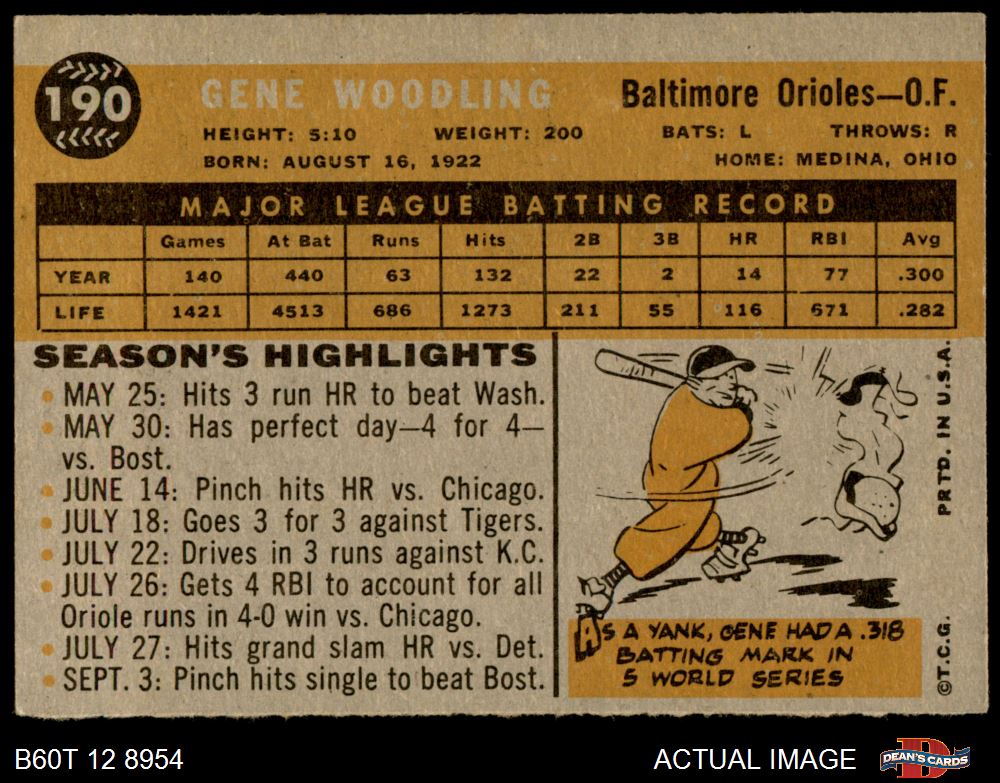 190
GENE WOODLING
Baltimore Orioles—O.F.
HEIGHT: 5:10 WEIGHT: 200 BATS: L THROWS: R
BORN: AUGUST 16, 1922 HOME: MEDINA, OHIO
MAJOR LEAGUE BATTING RECORD
Games At Bat Runs Hits 2B 3B HR RBI Avg
YEAR 140 440 63 132 22 2 14 77 .300
LIFE 1421 4513 686 1273 211 55 116 671 .282
SEASON'S HIGHLIGHTS
MAY 25: Hits 3 run HR to beat Wash.
MAY 30: Has perfect day—4 for 4—
vs. Bost.
JUNE 14: Pinch hits HR vs. Chicago.
JULY 18: Goes 3 for 3 against Tigers.
JULY 22: Drives in 3 runs against K.C.
JULY 26: Gets 4 RBI to account for all
Oriole runs in 4-0 win vs. Chicago.
JULY 27: Hits grand slam HR vs. Det.
SEPT. 3: Pinch hits single to beat Bost.
AS A YANK, GENE HAD A .318
BATTING MARK IN
5 WORLD SERIES
©T.C.G. PRTD. IN U.S.A.
B60T 12 8954
ACTUAL IMAGE
D
DEAN'S CARDS